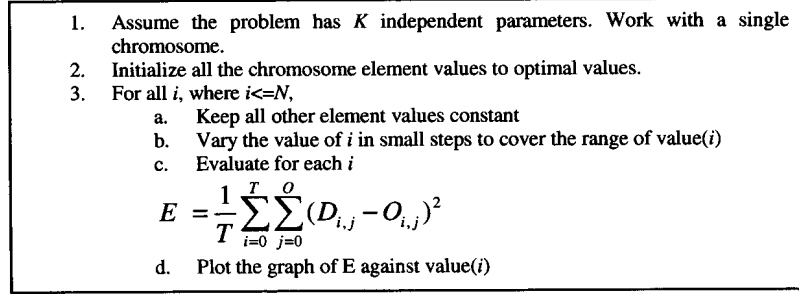 1. Assume the problem has K independent parameters. Work with a single
chromosome.
2. Initialize all the chromosome element values to optimal values.
3. For all i, where i<=N,
a. Keep all other element values constant
b. Vary the value of i in small steps to cover the range of value(i)
c. Evaluate for each i
E = \frac{1}{T} \sum_{i=0}^{T} \sum_{j=0}^{O} (D_{i,j} - O_{i,j})^2
d. Plot the graph of E against value(i)